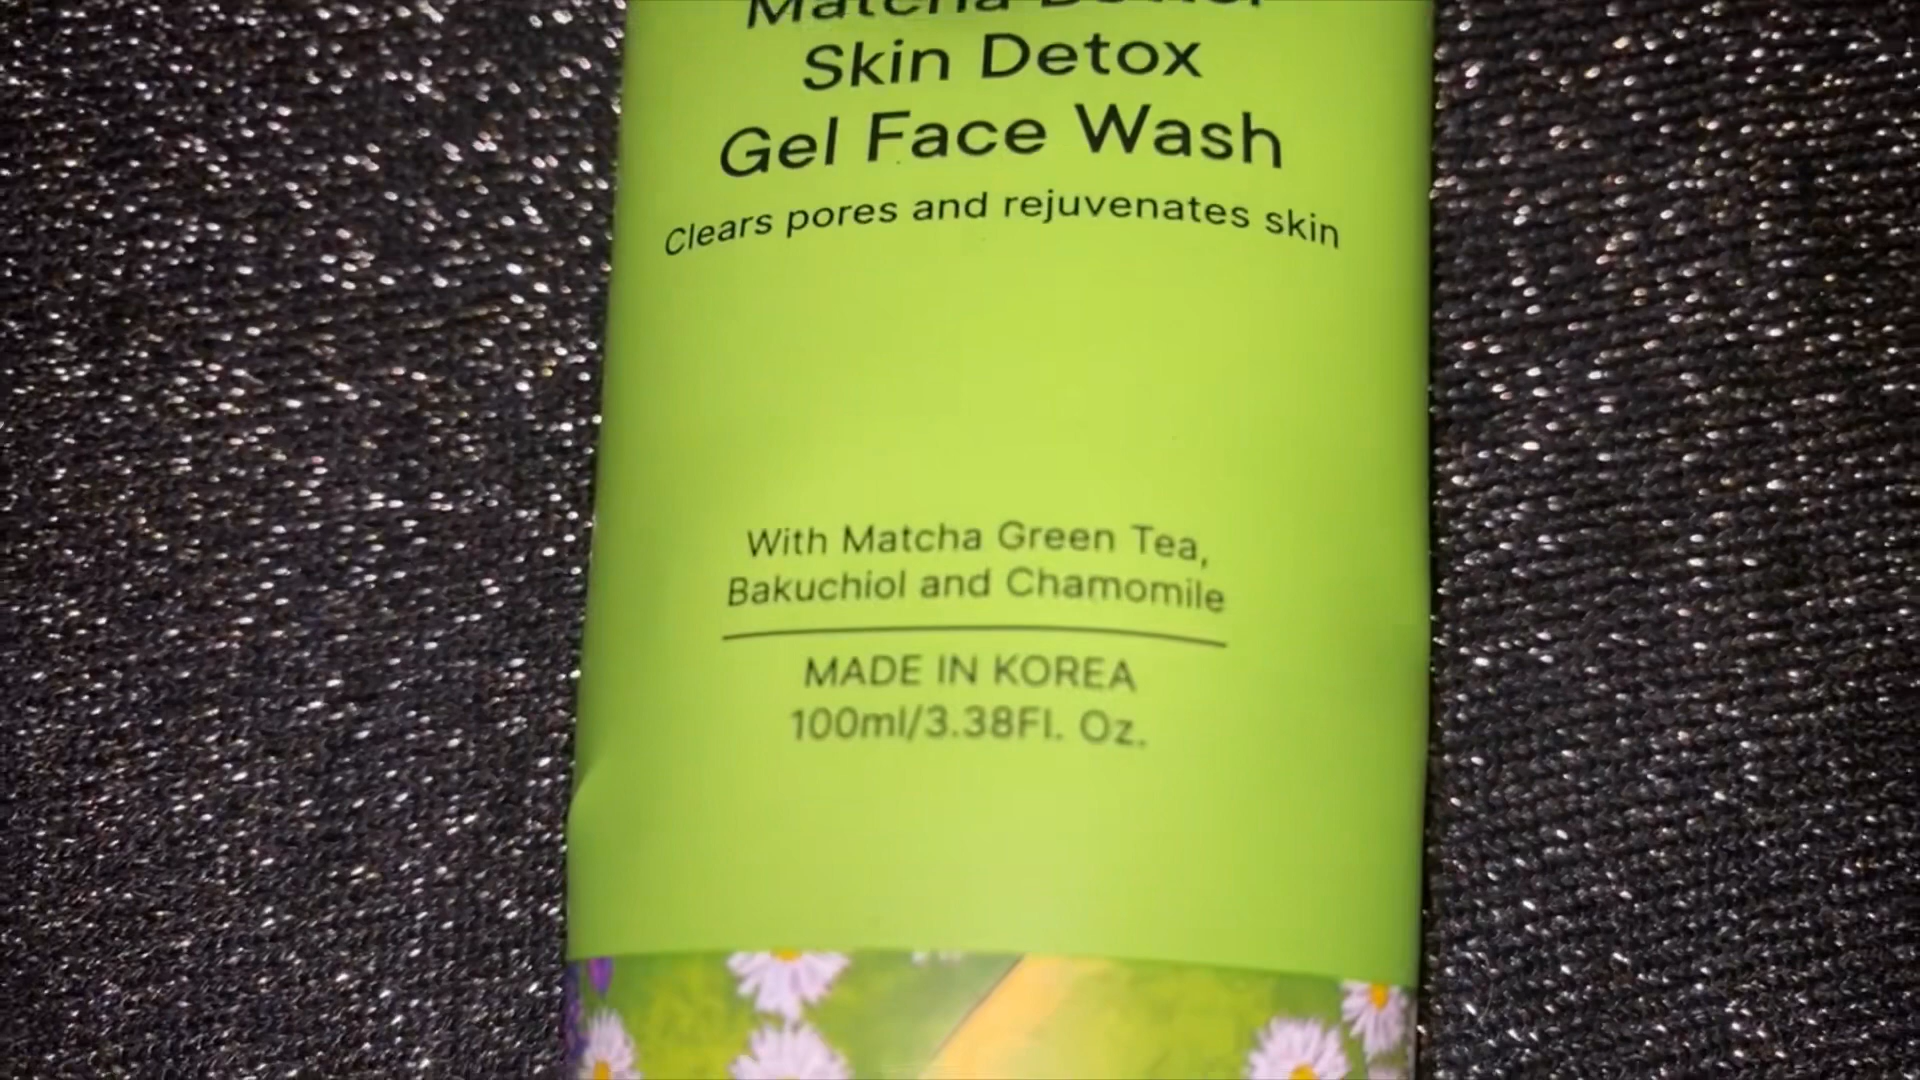 Matcha
Skin Detox
Gel Face Wash
Clears pores and rejuvenates skin
With Matcha Green Tea,
Bakuchiol and Chamomile
MADE IN KOREA
100ml/3.38Fl. Oz.